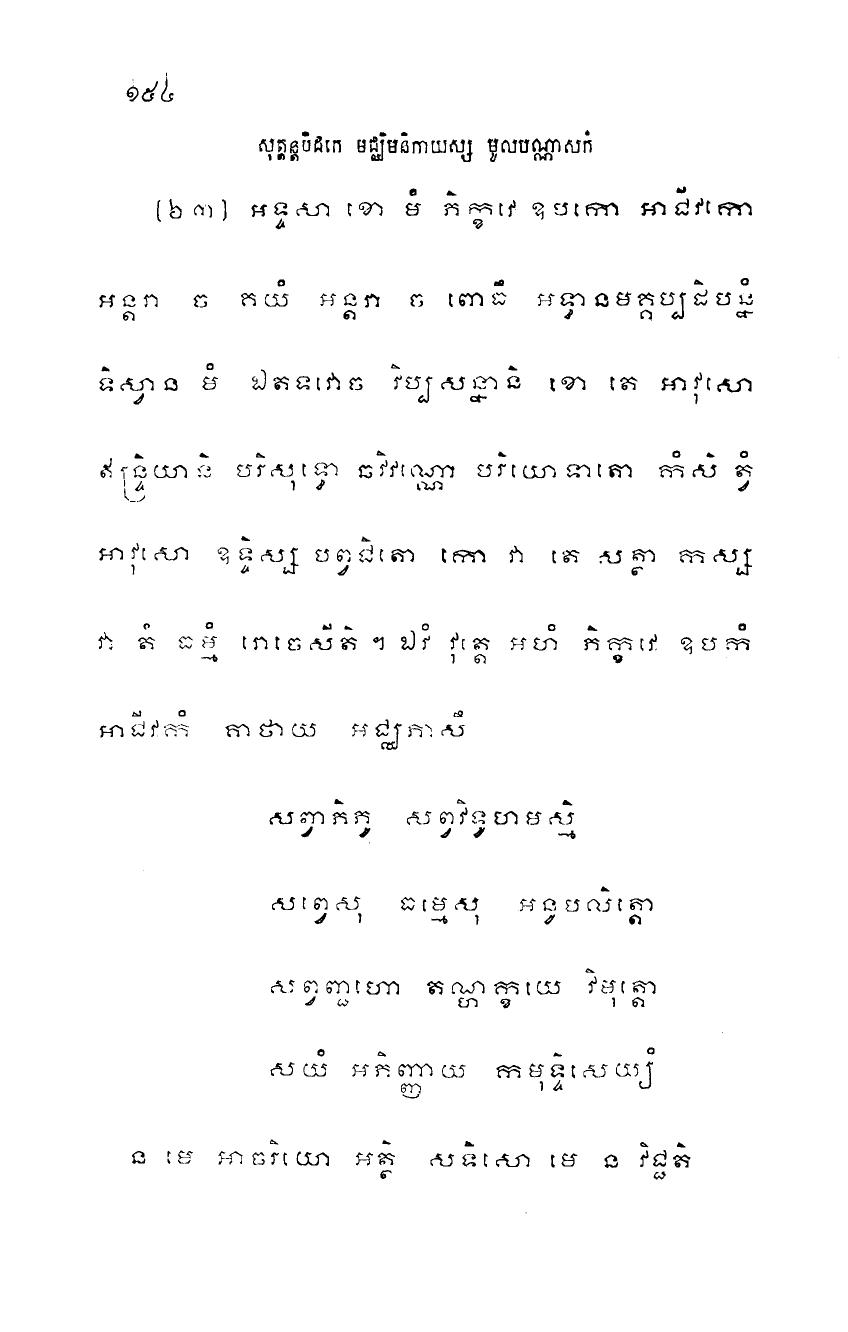 ១៥៤
សុត្តន្តបិដកេ មជ្ឈិមនិកាយស្ស មូលបណ្ណាសកំ
(២៣) អទ្ទសា ខោ មំ ភិក្ខវេ ឧបកោ អាជីវកោ
អន្តរា ច គយំ អន្តរា ច ពោធឹ អទ្ធានមគ្គប្បដិបន្នំ
ទិស្វាន មំ ឯតទវោច វិប្បសន្នានិ ខោ តេ អាវុសោ
ឥន្ទ្រិយានិ បរិសុទ្ធោ ឆវិវណ្ណោ បរិយោទាតោ កំសិ ត្វំ
អាវុសោ ឧទ្ទិស្ស បព្វជិតោ កោ វា តេ សត្ថា កស្ស
វា តំ ធម្មំ រោចេសីតិ។ ឯវំ វុត្តេ អហំ ភិក្ខវេ ឧបកំ
អាជីវកំ គាថាយ អជ្ឈភាសឹ
សព្វាភិភូ សព្វវិទូហមស្មិ
សព្វេសុ ធម្មេសុ អនូបលិត្តោ
សព្វញ្ជហោ តណ្ហក្ខយេ វិមុត្តោ
សយំ អភិញ្ញាយ កមុទ្ទិសេយ្យំ
ន មេ អាចរិយោ អត្ថិ សទិសោ មេ ន វិជ្ជតិ